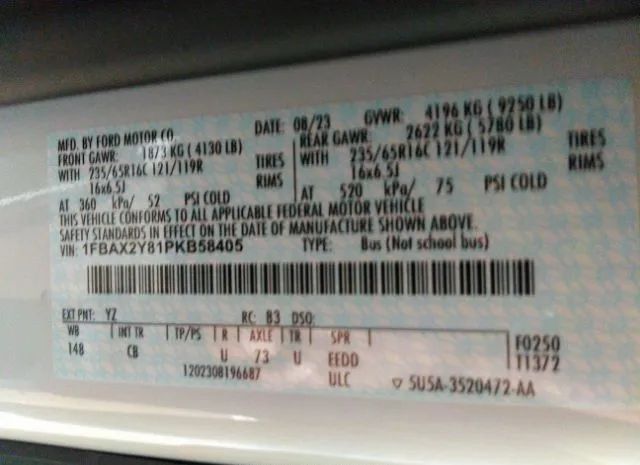 MFD. BY FORD MOTOR CO. DATE: 08/23 GVWR: 4196 KG ( 9250 LB)
FRONT GAWR: 1873 KG ( 4130 LB) REAR GAWR: 2622 KG ( 5780 LB)
WITH 235/65R16C 121/119R TIRES WITH 235/65R16C 121/119R TIRES
16x6.5J RIMS 16x6.5J RIMS
AT 360 kPa/ 52 PSI COLD AT 520 kPa/ 75 PSI COLD
THIS VEHICLE CONFORMS TO ALL APPLICABLE FEDERAL MOTOR VEHICLE
SAFETY STANDARDS IN EFFECT ON THE DATE OF MANUFACTURE SHOWN ABOVE.
VIN: 1FBAX2Y81PKB58405 TYPE: Bus (Not school bus)
EXT PNT: YZ RC: 83 DSO:
WB INT TR TP/PS R AXLE TR SPR F0250
148 CB U 73 U EEDD 11372
1202308196687 ULC ▽ 5U5A-3520472-AA